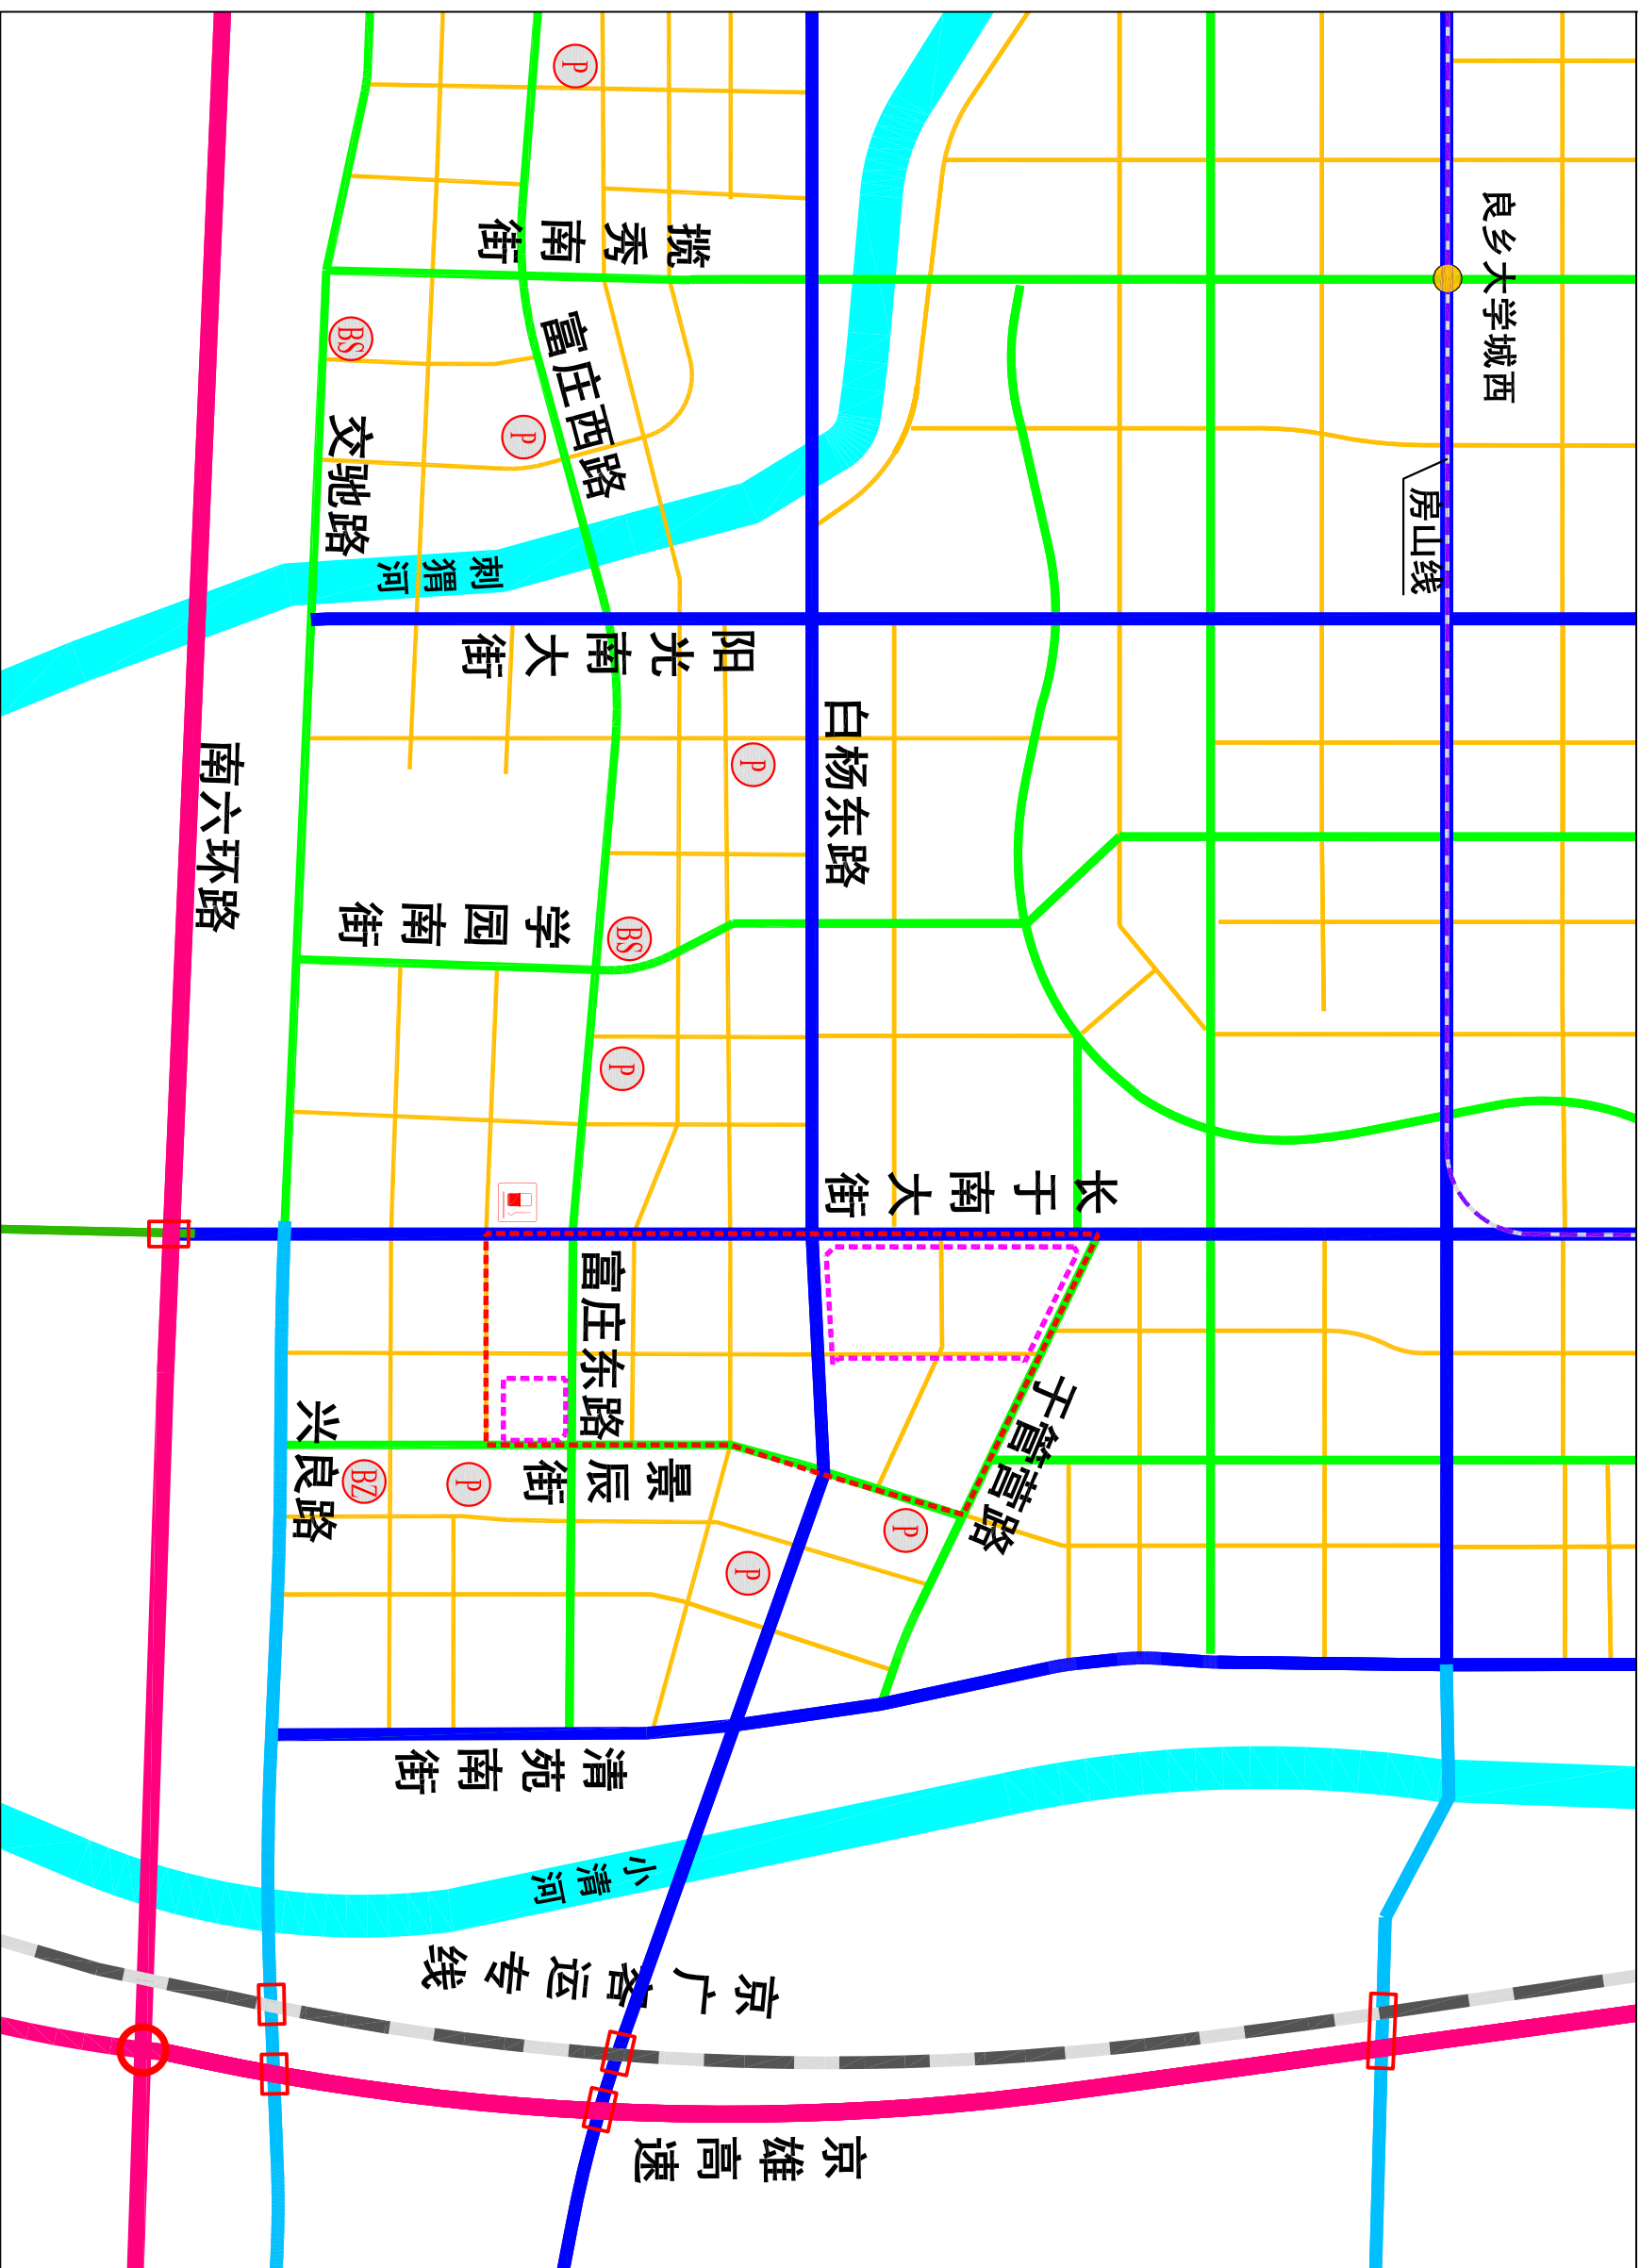 良乡大学城西
房山线
长于南大街
于管营路
P
白杨东路
京雄高速
P
阳光南大街
P
京广客运专线
揽秀南街
景辰街
BS
P
清苑南街
小清河
富庄东路
富庄西路
P
学园南街
P
刺猬河
P
BZ
BS
交驰路
兴良路
南六环路